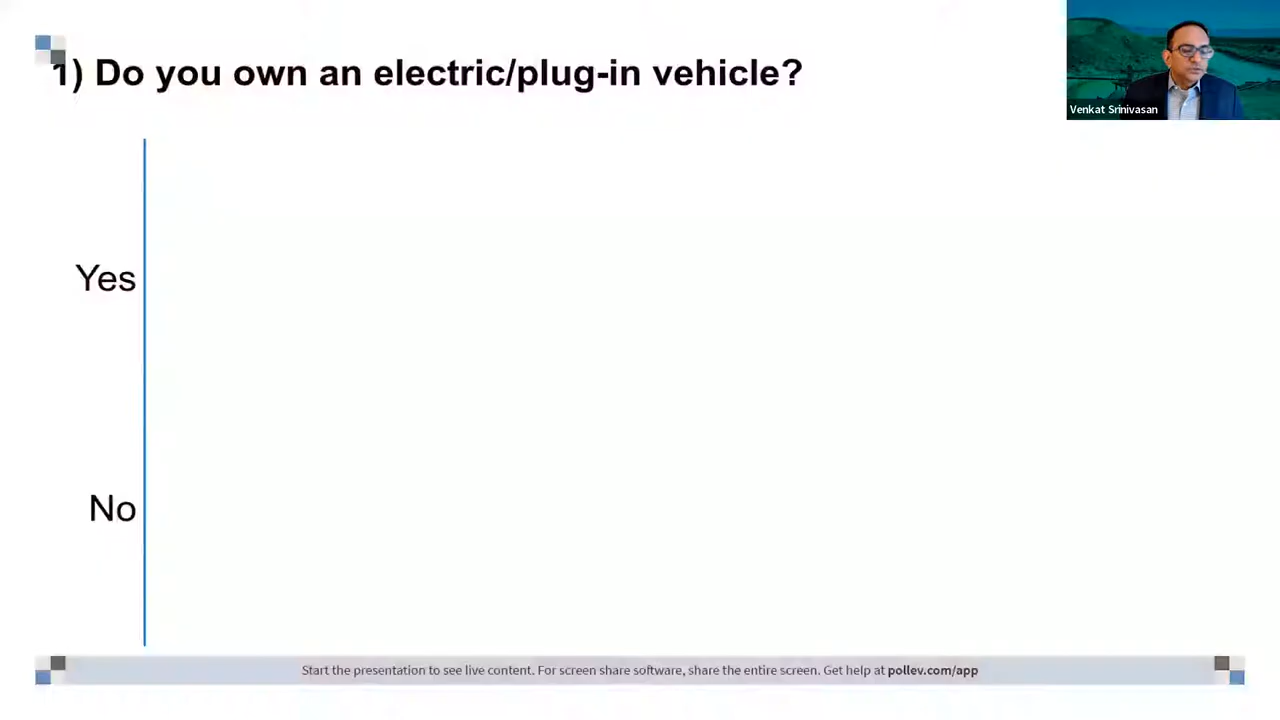 1) Do you own an electric/plug-in vehicle?
Venkat Srinivasan
Yes
No
Start the presentation to see live content. For screen share software, share the entire screen. Get help at pollev.com/app